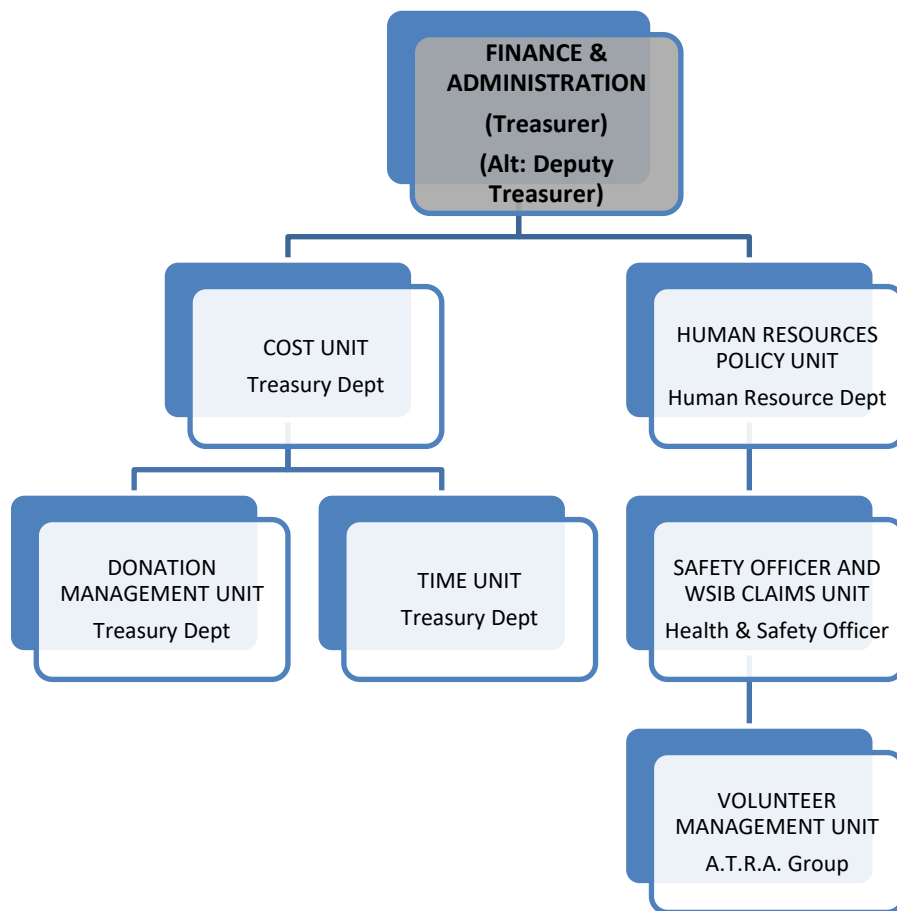 FINANCE &
ADMINISTRATION
(Treasurer)
(Alt: Deputy
Treasurer)
COST UNIT
Treasury Dept
HUMAN RESOURCES
POLICY UNIT
Human Resource Dept
DONATION
MANAGEMENT UNIT
Treasury Dept
TIME UNIT
Treasury Dept
SAFETY OFFICER AND
WSIB CLAIMS UNIT
Health & Safety Officer
VOLUNTEER
MANAGEMENT UNIT
A.T.R.A. Group